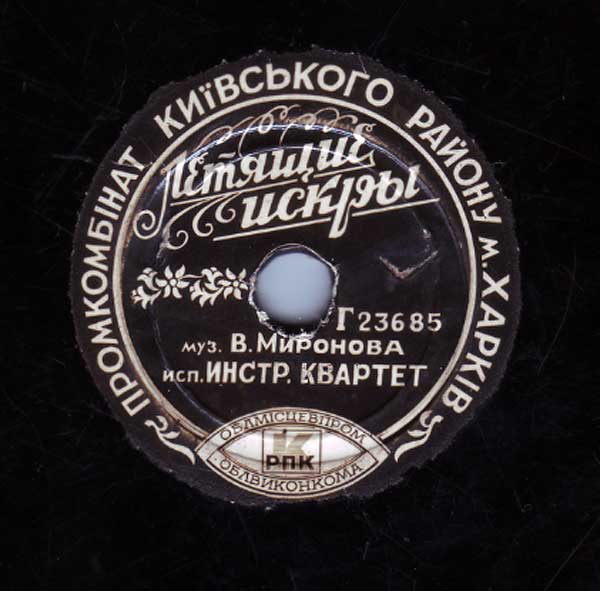 ПРОМКОМБІНАТ КИЇВСЬКОГО РАЙОНУ м. ХАРКІВ
Летящие
искры
Г 23685
муз. В. Миронова
исп. ИНСТР. КВАРТЕТ
ОБЛМІСЦЕВПРОМ
К
РПК
ОБЛВИКОНКОМА